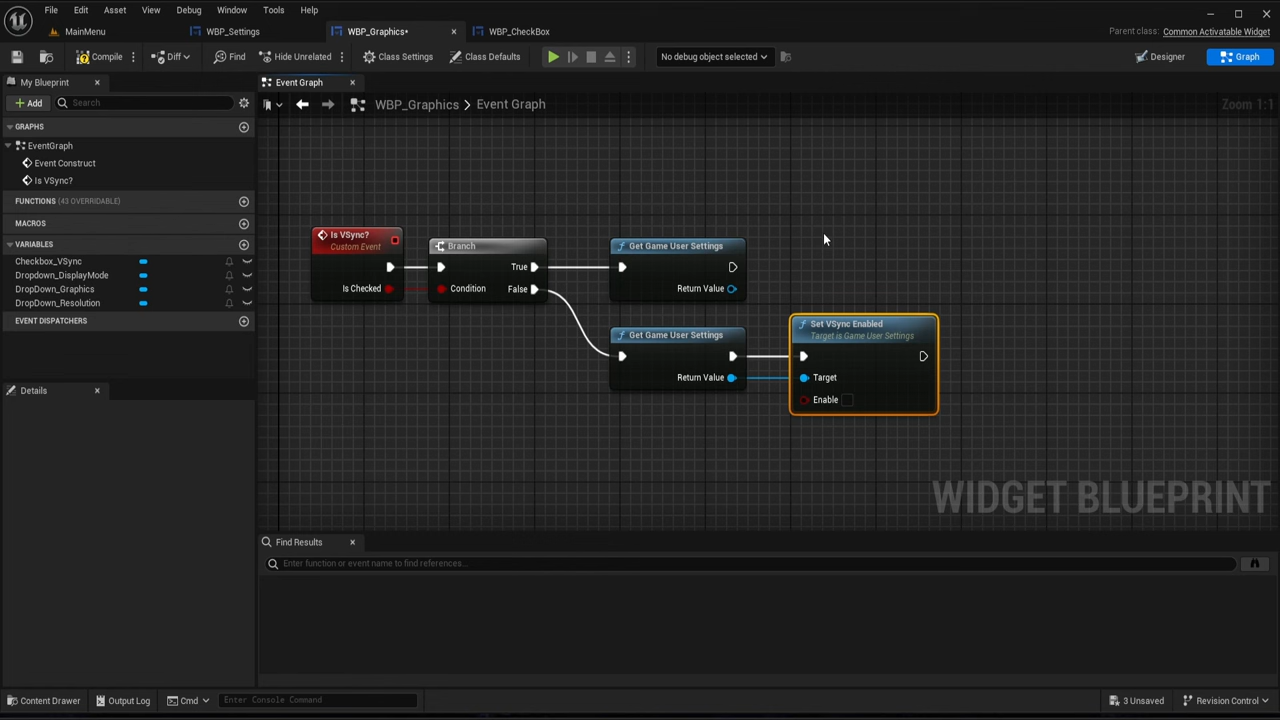 File Edit Asset View Debug Window Tools Help
MainMenu WBP_Settings WBP_Graphics• WBP_CheckBox Parent class: Common Activatable Widget
Compile Diff Find Hide Unrelated Class Settings Class Defaults No debug object selected Designer Graph
My Blueprint Event Graph
Add Search WBP_Graphics > Event Graph Zoom 1:1
GRAPHS
EventGraph
Event Construct
Is VSync?
FUNCTIONS (43 OVERRIDABLE)
MACROS
VARIABLES
Checkbox_VSync
Dropdown_DisplayMode
DropDown_Graphics
DropDown_Resolution
EVENT DISPATCHERS
Details
Is VSync?
Custom Event
Is Checked
Branch
True
Condition False
Get Game User Settings
Return Value
Get Game User Settings
Return Value
Set VSync Enabled
Target is Game User Settings
Target
Enable
WIDGET BLUEPRINT
Find Results
Enter function or event name to find references...
Content Drawer Output Log Cmd Enter Console Command 3 Unsaved Revision Control